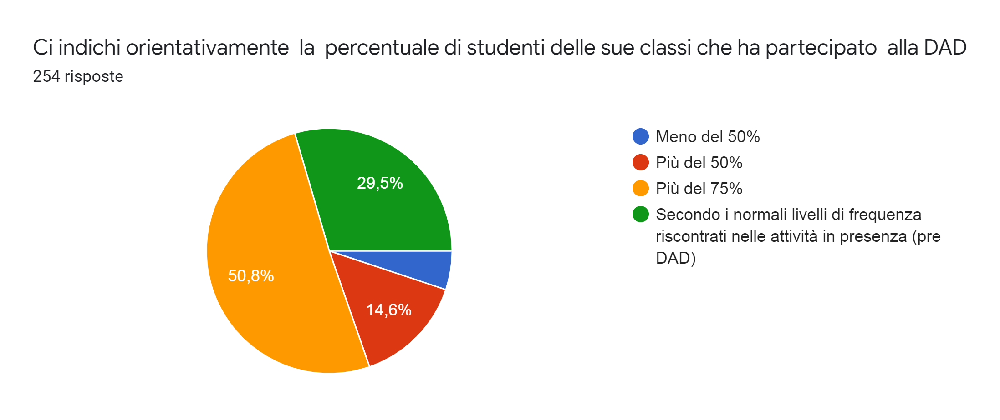 Ci indichi orientativamente  la  percentuale di studenti delle sue classi che ha partecipato  alla DAD
254 risposte
29,5%
50,8%
14,6%
Meno del 50%
Più del 50%
Più del 75%
Secondo i normali livelli di frequenza
riscontrati nelle attività in presenza (pre
DAD)